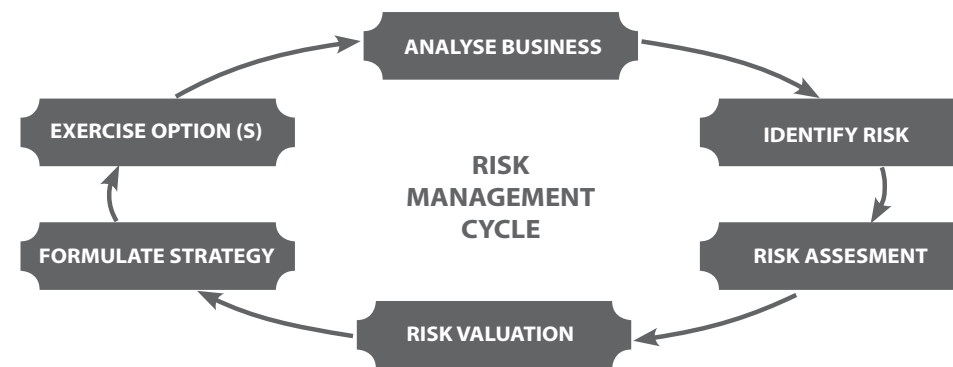 ANALYSE BUSINESS
IDENTIFY RISK
RISK ASSESMENT
RISK VALUATION
FORMULATE STRATEGY
EXERCISE OPTION (S)
RISK
MANAGEMENT
CYCLE